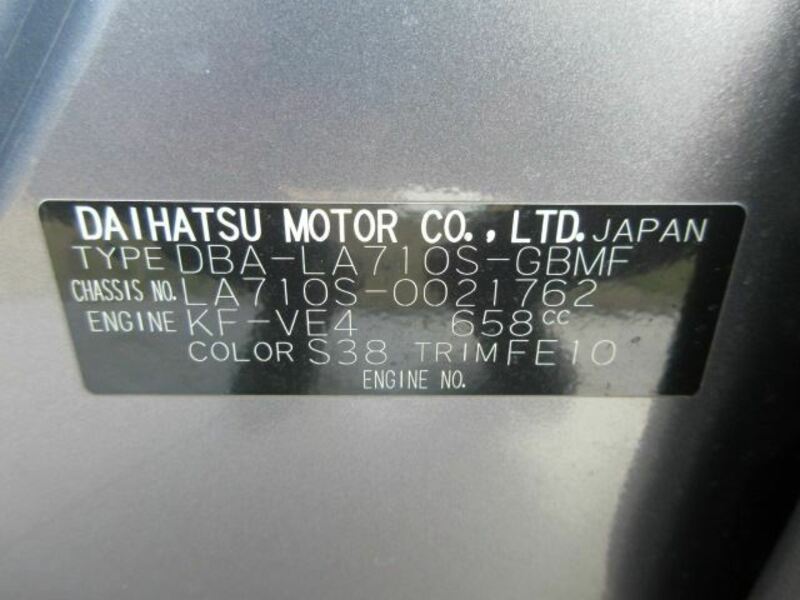 DAIHATSU MOTOR CO., LTD. JAPAN
TYPE DBA-LA710S-GBMF
CHASSIS NO. LA710S-0021762
ENGINE KF-VE4 658cc
COLOR S38 TRIM FE10
ENGINE NO.